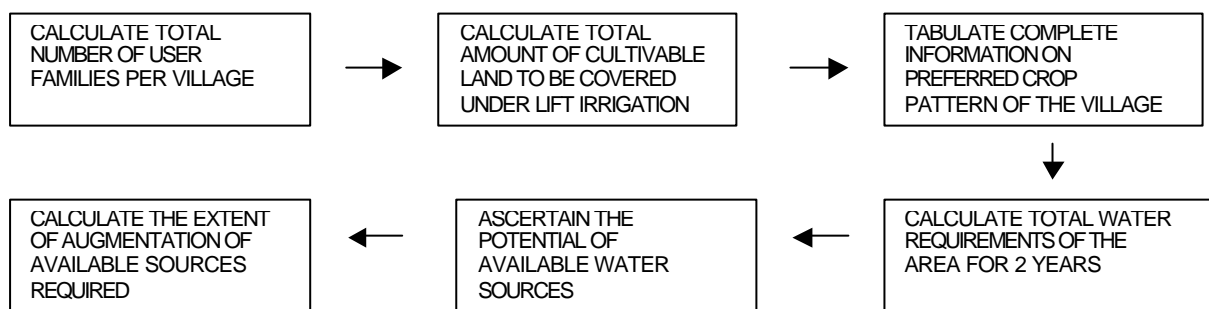 CALCULATE TOTAL
NUMBER OF USER
FAMILIES PER VILLAGE
CALCULATE TOTAL
AMOUNT OF CULTIVABLE
LAND TO BE COVERED
UNDER LIFT IRRIGATION
TABULATE COMPLETE
INFORMATION ON
PREFERRED CROP
PATTERN OF THE VILLAGE
CALCULATE TOTAL WATER
REQUIREMENTS OF THE
AREA FOR 2 YEARS
ASCERTAIN THE
POTENTIAL OF
AVAILABLE WATER
SOURCES
CALCULATE THE EXTENT
OF AUGMENTATION OF
AVAILABLE SOURCES
REQUIRED